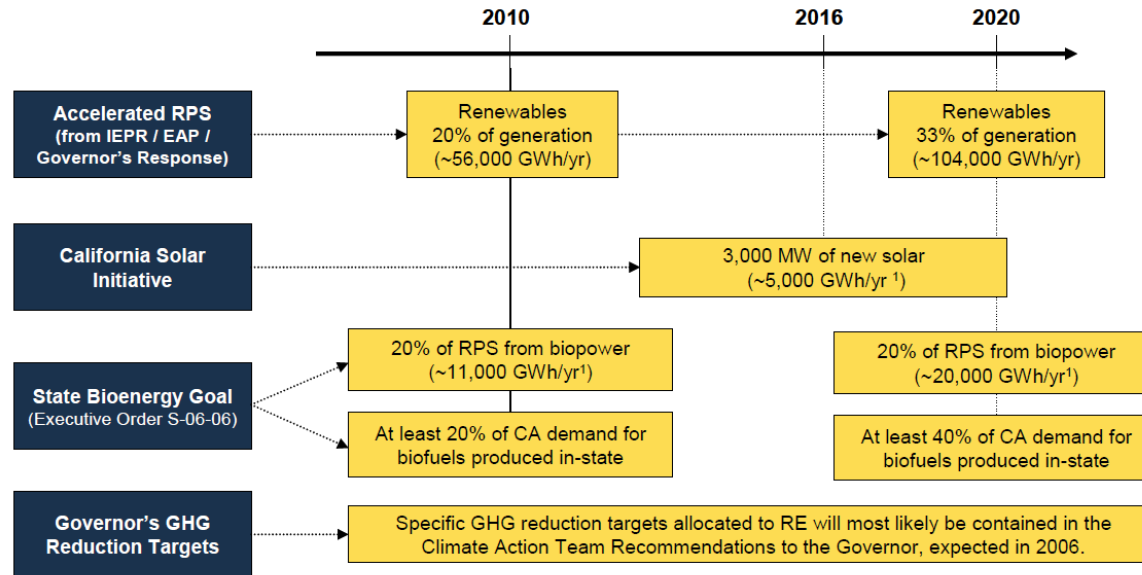 2010
2016
2020
Accelerated RPS
(from IEPR / EAP /
Governor's Response)
Renewables
20% of generation
(~56,000 GWh/yr)
Renewables
33% of generation
(~104,000 GWh/yr)
California Solar
Initiative
3,000 MW of new solar
(~5,000 GWh/yr ¹)
State Bioenergy Goal
(Executive Order S-06-06)
20% of RPS from biopower
(~11,000 GWh/yr¹)
20% of RPS from biopower
(~20,000 GWh/yr¹)
At least 20% of CA demand for
biofuels produced in-state
At least 40% of CA demand for
biofuels produced in-state
Governor's GHG
Reduction Targets
Specific GHG reduction targets allocated to RE will most likely be contained in the
Climate Action Team Recommendations to the Governor, expected in 2006.